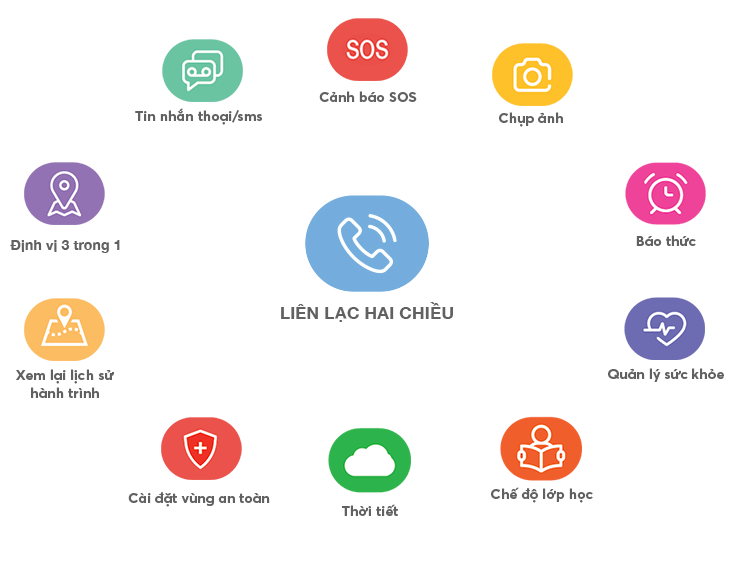 SOS
Cảnh báo SOS
Tin nhắn thoại/sms
Chụp ảnh
Định vị 3 trong 1
Báo thức
LIÊN LẠC HAI CHIỀU
Xem lại lịch sử
hành trình
Quản lý sức khỏe
Cài đặt vùng an toàn
Thời tiết
Chế độ lớp học